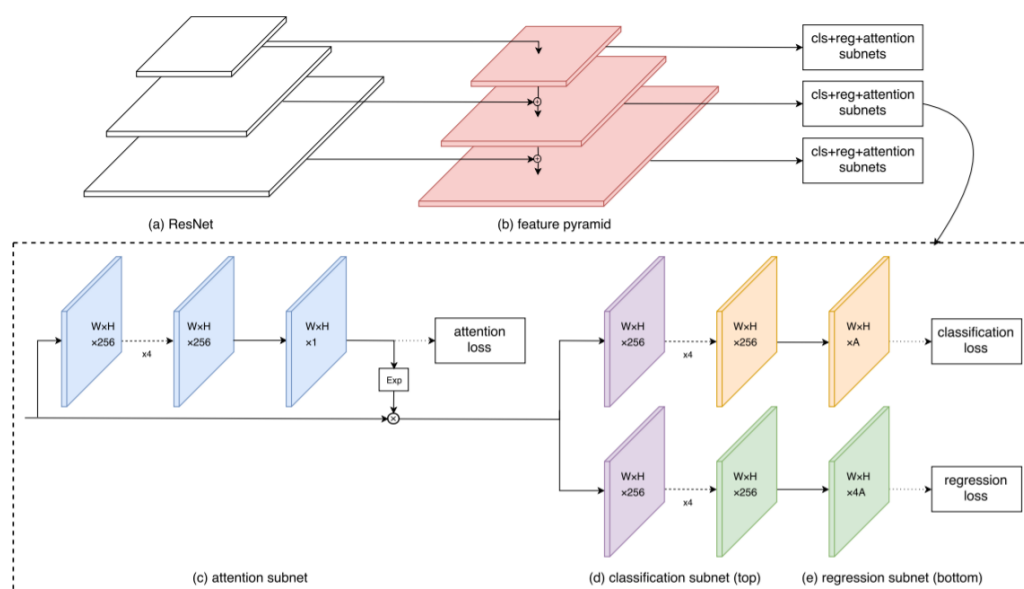 cls+reg+attention
subnets
cls+reg+attention
subnets
cls+reg+attention
subnets
(a) ResNet
(b) feature pyramid
W×H
×256
x4
W×H
×256
W×H
×1
attention
loss
Exp
W×H
×256
x4
W×H
×256
W×H
×A
classification
loss
W×H
×256
x4
W×H
×256
W×H
×4A
regression
loss
(c) attention subnet
(d) classification subnet (top)
(e) regression subnet (bottom)